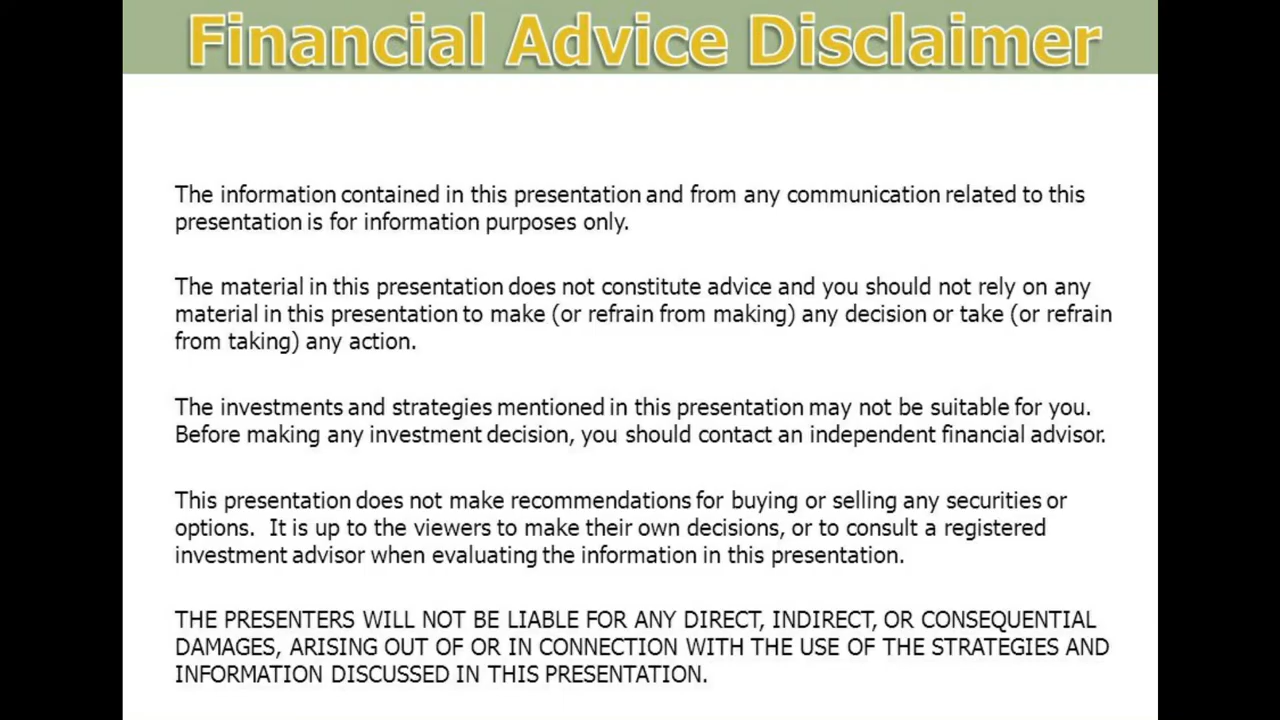 Financial Advice Disclaimer
The information contained in this presentation and from any communication related to this
presentation is for information purposes only.
The material in this presentation does not constitute advice and you should not rely on any
material in this presentation to make (or refrain from making) any decision or take (or refrain
from taking) any action.
The investments and strategies mentioned in this presentation may not be suitable for you.
Before making any investment decision, you should contact an independent financial advisor.
This presentation does not make recommendations for buying or selling any securities or
options.  It is up to the viewers to make their own decisions, or to consult a registered
investment advisor when evaluating the information in this presentation.
THE PRESENTERS WILL NOT BE LIABLE FOR ANY DIRECT, INDIRECT, OR CONSEQUENTIAL
DAMAGES, ARISING OUT OF OR IN CONNECTION WITH THE USE OF THE STRATEGIES AND
INFORMATION DISCUSSED IN THIS PRESENTATION.